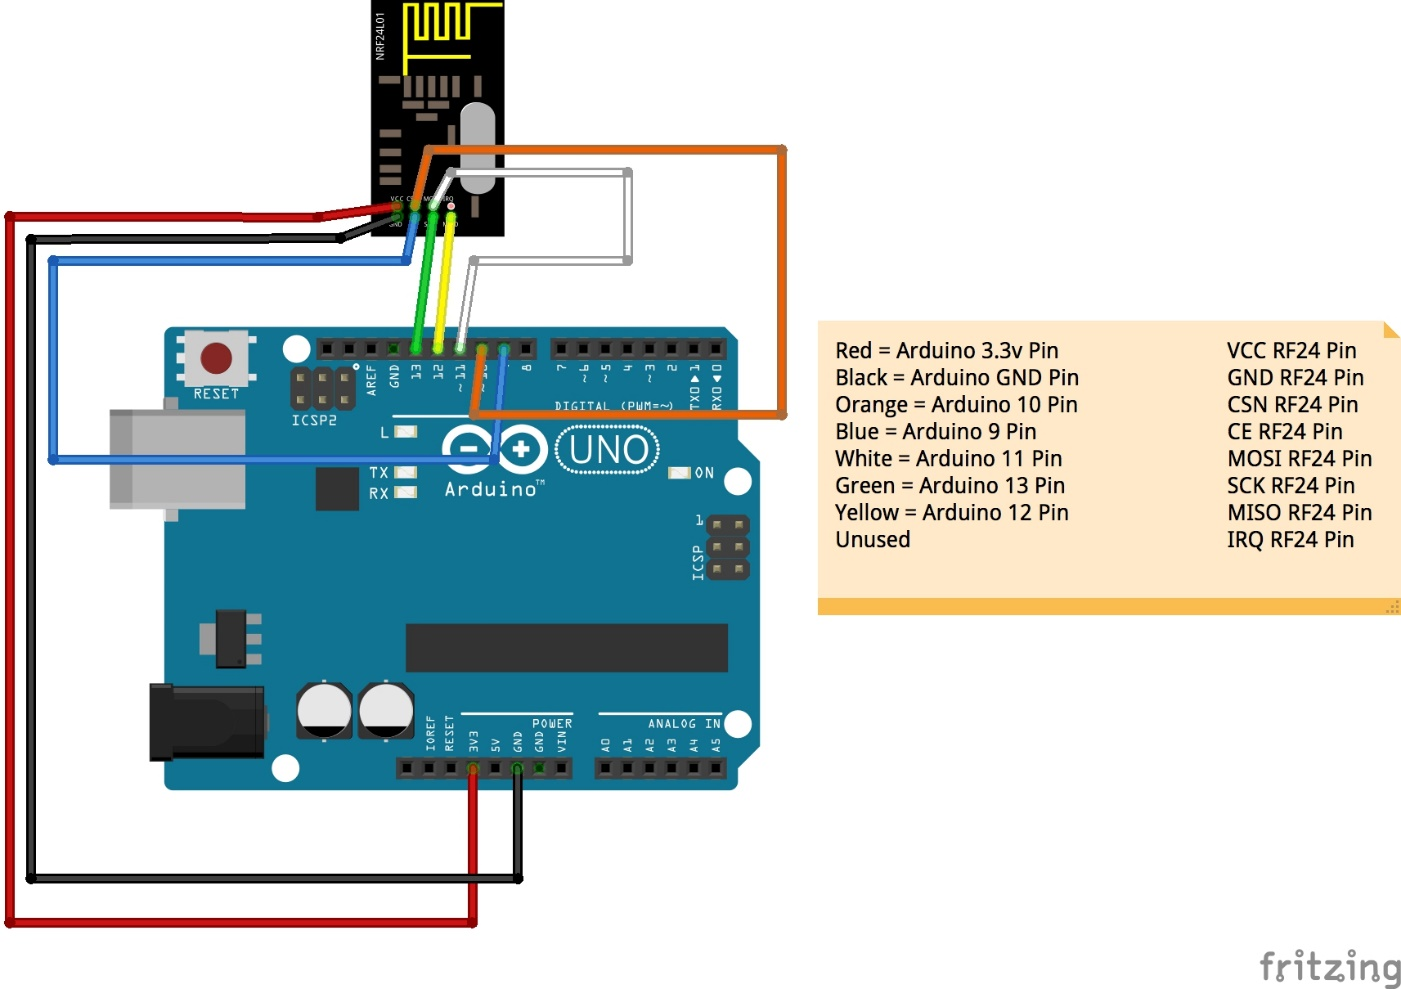 NRF24L01
VCC
GND
RESET
ICSP2
AREF
GND
13
12
~11
8
7
~6
~5
4
~3
2
TX0▶1
RX0◀0
DIGITAL (PWM=~)
L
TX
RX
UNO
Arduino™
ON
1
ICSP
IOREF
RESET
3V3
5V
GND
GND
VIN
POWER
ANALOG IN
A0
A1
A2
A3
A4
A5
Red = Arduino 3.3v Pin VCC RF24 Pin
Black = Arduino GND Pin GND RF24 Pin
Orange = Arduino 10 Pin CSN RF24 Pin
Blue = Arduino 9 Pin CE RF24 Pin
White = Arduino 11 Pin MOSI RF24 Pin
Green = Arduino 13 Pin SCK RF24 Pin
Yellow = Arduino 12 Pin MISO RF24 Pin
Unused IRQ RF24 Pin
fritzing